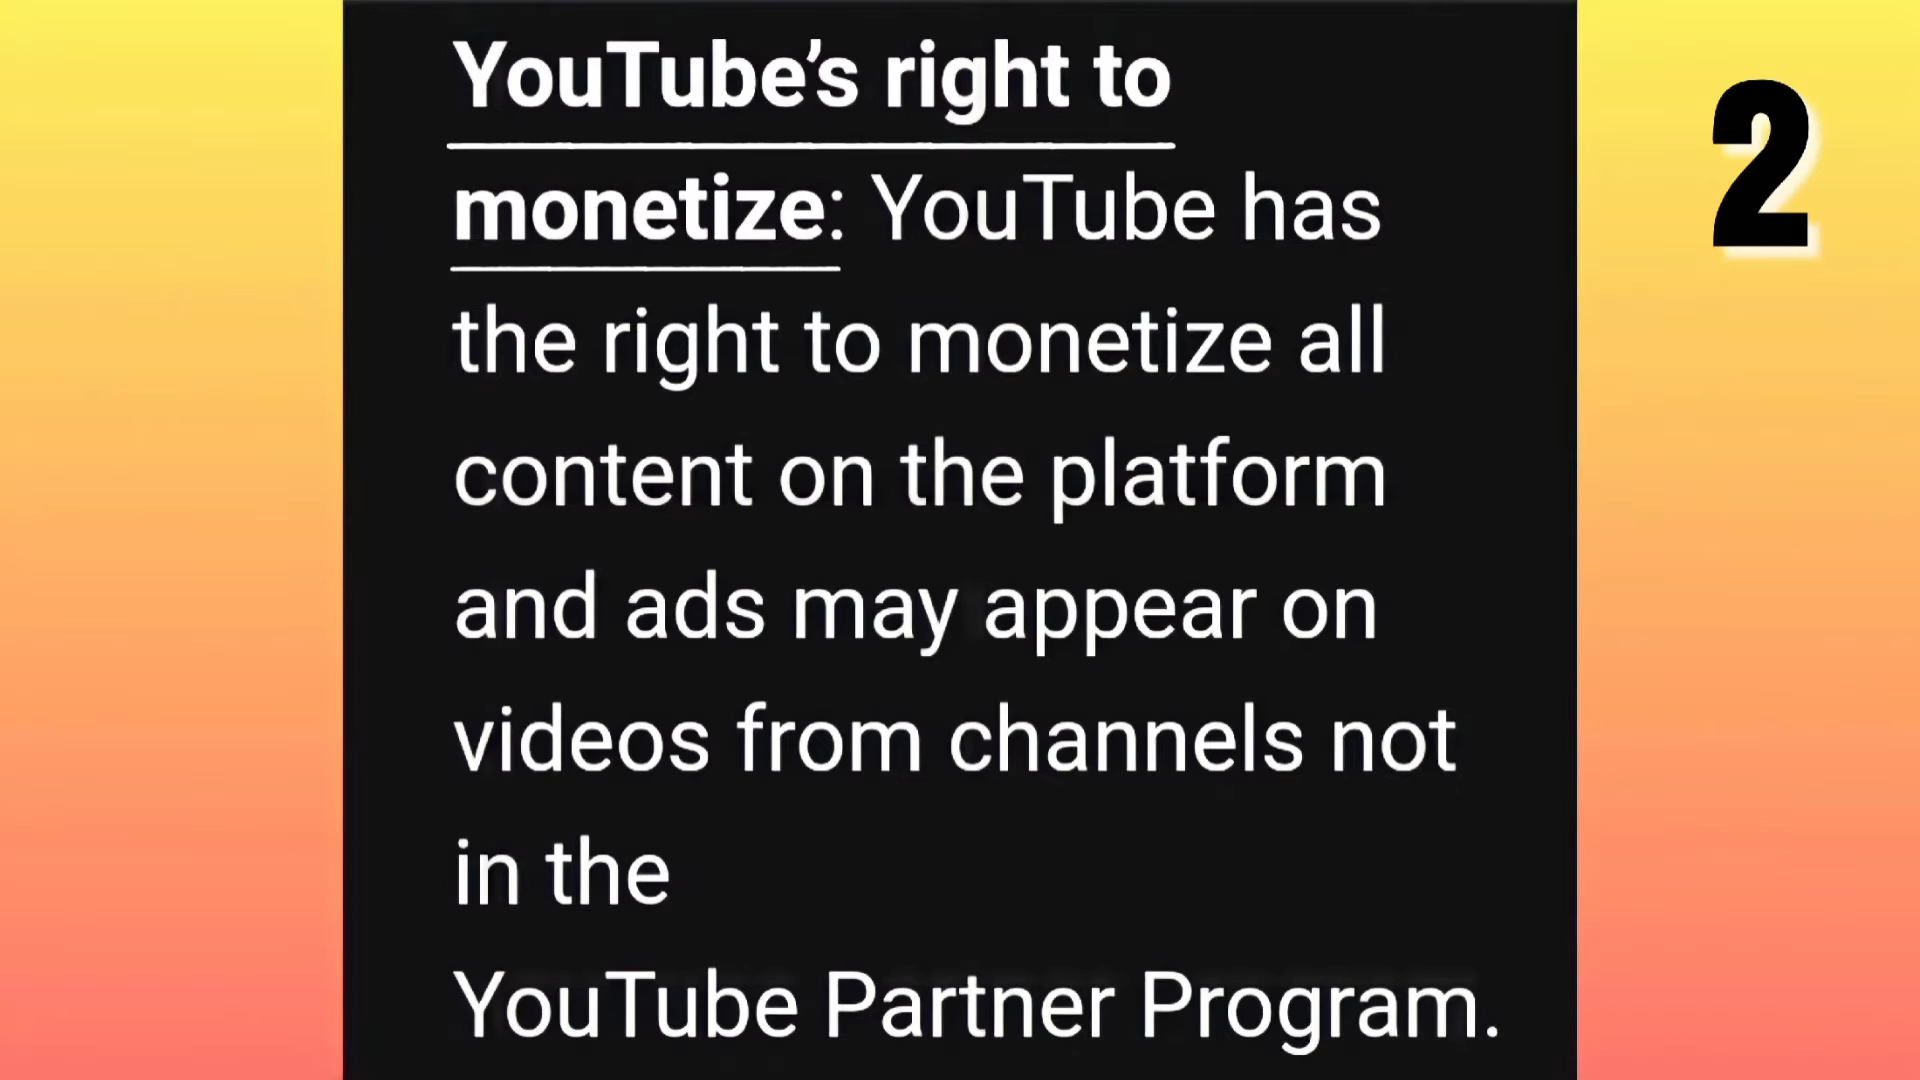 YouTube’s right to
monetize: YouTube has
the right to monetize all
content on the platform
and ads may appear on
videos from channels not
in the
YouTube Partner Program.
2